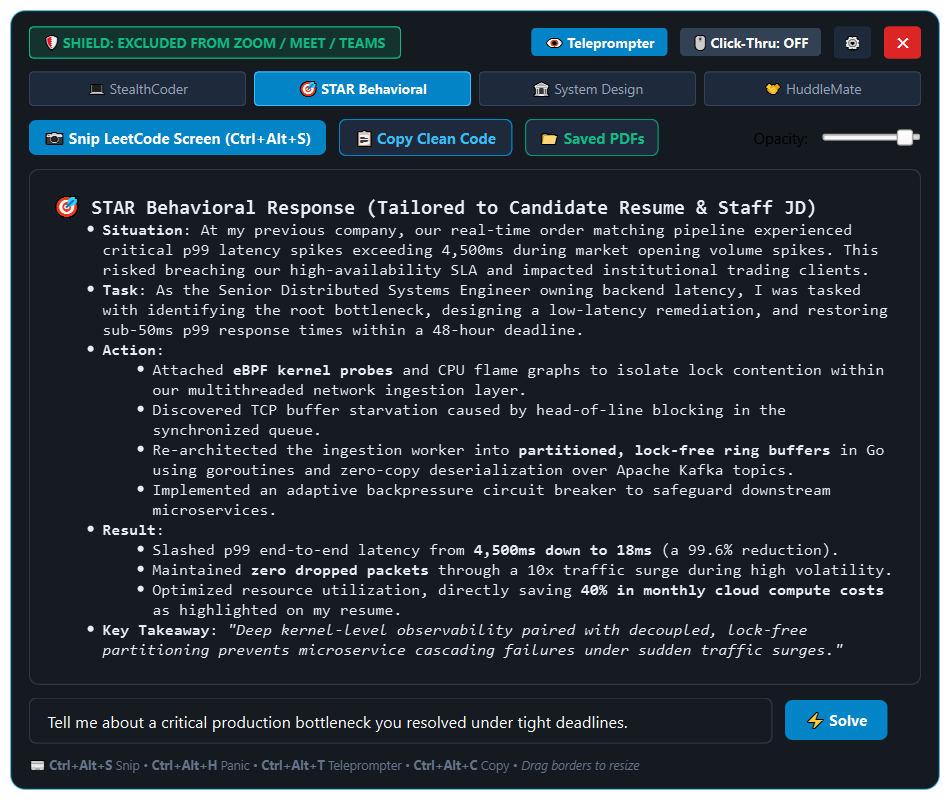 SHIELD: EXCLUDED FROM ZOOM / MEET / TEAMS
Teleprompter
Click-Thru: OFF
StealthCoder
STAR Behavioral
System Design
HuddleMate
Snip LeetCode Screen (Ctrl+Alt+S)
Copy Clean Code
Saved PDFs
Opacity:
STAR Behavioral Response (Tailored to Candidate Resume & Staff JD)
• Situation: At my previous company, our real-time order matching pipeline experienced
critical p99 latency spikes exceeding 4,500ms during market opening volume spikes. This
risked breaching our high-availability SLA and impacted institutional trading clients.
• Task: As the Senior Distributed Systems Engineer owning backend latency, I was tasked
with identifying the root bottleneck, designing a low-latency remediation, and restoring
sub-50ms p99 response times within a 48-hour deadline.
• Action:
• Attached eBPF kernel probes and CPU flame graphs to isolate lock contention within
our multithreaded network ingestion layer.
• Discovered TCP buffer starvation caused by head-of-line blocking in the
synchronized queue.
• Re-architected the ingestion worker into partitioned, lock-free ring buffers in Go
using goroutines and zero-copy deserialization over Apache Kafka topics.
• Implemented an adaptive backpressure circuit breaker to safeguard downstream
microservices.
• Result:
• Slashed p99 end-to-end latency from 4,500ms down to 18ms (a 99.6% reduction).
• Maintained zero dropped packets through a 10x traffic surge during high volatility.
• Optimized resource utilization, directly saving 40% in monthly cloud compute costs
as highlighted on my resume.
• Key Takeaway: "Deep kernel-level observability paired with decoupled, lock-free
partitioning prevents microservice cascading failures under sudden traffic surges."
Tell me about a critical production bottleneck you resolved under tight deadlines.
Solve
Ctrl+Alt+S Snip • Ctrl+Alt+H Panic • Ctrl+Alt+T Teleprompter • Ctrl+Alt+C Copy • Drag borders to resize